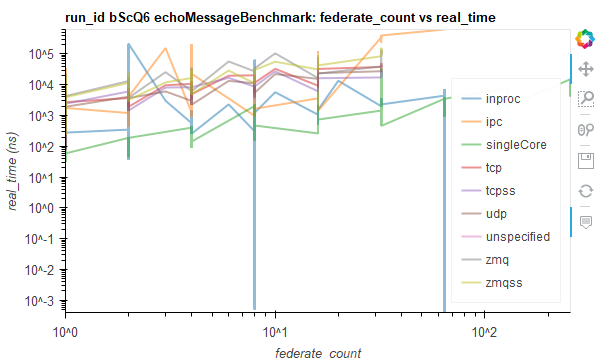 run_id bScQ6 echoMessageBenchmark: federate_count vs real_time
10^5
10^4
10^3
10^2
10^1
10^0
10^-1
10^-2
10^-3
real_time (ns)
inproc
ipc
singleCore
tcp
tcpss
udp
unspecified
zmq
zmqss
10^0
10^1
10^2
federate_count